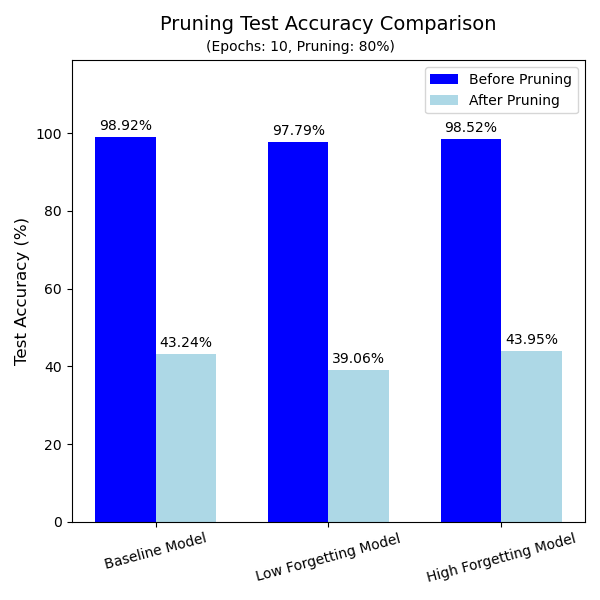 Pruning Test Accuracy Comparison
(Epochs: 10, Pruning: 80%)
Before Pruning
After Pruning
98.92%
97.79%
98.52%
43.24%
39.06%
43.95%
100
80
60
40
20
0
Test Accuracy (%)
Baseline Model
Low Forgetting Model
High Forgetting Model